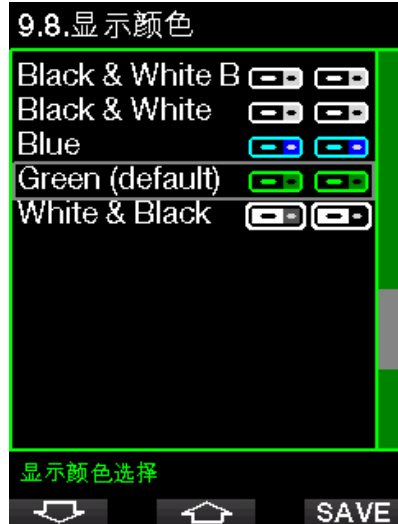 9.8.显示颜色
Black & White B
Black & White
Blue
Green (default)
White & Black
显示颜色选择
SAVE